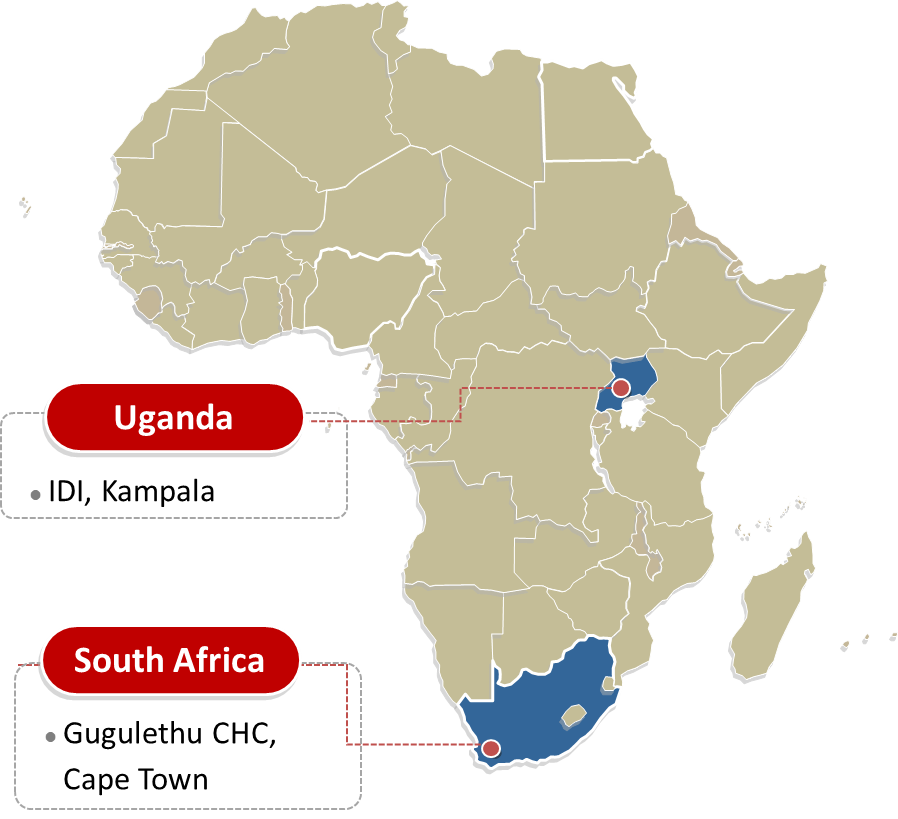 Uganda
• IDI, Kampala
South Africa
• Gugulethu CHC,
Cape Town